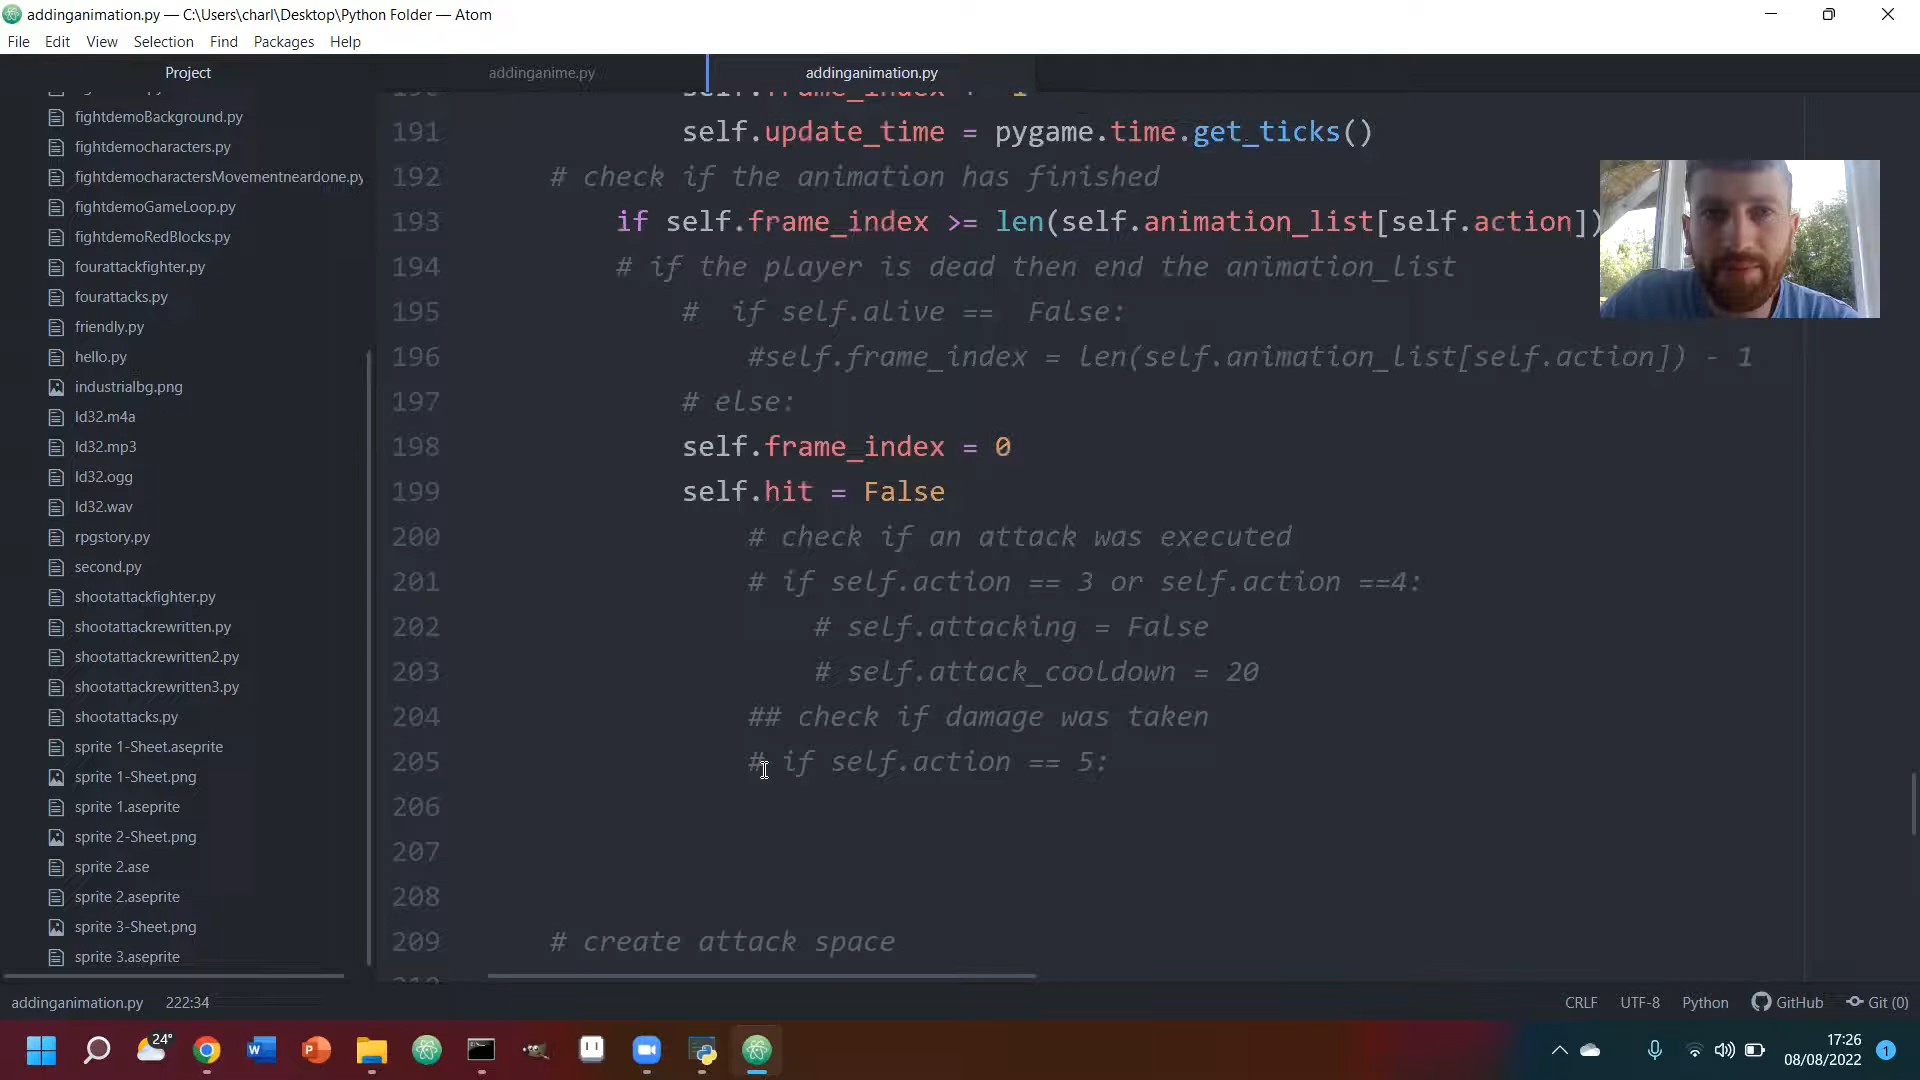 addinganimation.py — C:\Users\charl\Desktop\Python Folder — Atom
File Edit View Selection Find Packages Help
Project
addinganime.py
addinganimation.py
fightdemoBackground.py
fightdemocharacters.py
fightdemocharactersMovementneardone.py
fightdemoGameLoop.py
fightdemoRedBlocks.py
fourattackfighter.py
fourattacks.py
friendly.py
hello.py
industrialbg.png
ld32.m4a
ld32.mp3
ld32.ogg
ld32.wav
rpgstory.py
second.py
shootattackfighter.py
shootattackrewritten.py
shootattackrewritten2.py
shootattackrewritten3.py
shootattacks.py
sprite 1-Sheet.aseprite
sprite 1-Sheet.png
sprite 1.aseprite
sprite 2-Sheet.png
sprite 2.ase
sprite 2.aseprite
sprite 3-Sheet.png
sprite 3.aseprite
191 self.update_time = pygame.time.get_ticks()
192 # check if the animation has finished
193 if self.frame_index >= len(self.animation_list[self.action])
194 # if the player is dead then end the animation_list
195 # if self.alive == False:
196 #self.frame_index = len(self.animation_list[self.action]) - 1
197 # else:
198 self.frame_index = 0
199 self.hit = False
200 # check if an attack was executed
201 # if self.action == 3 or self.action ==4:
202 # self.attacking = False
203 # self.attack_cooldown = 20
204 ## check if damage was taken
205 # if self.action == 5:
206
207
208
209 # create attack space
addinganimation.py 222:34
CRLF UTF-8 Python GitHub Git (0)
24°
17:26
08/08/2022
1